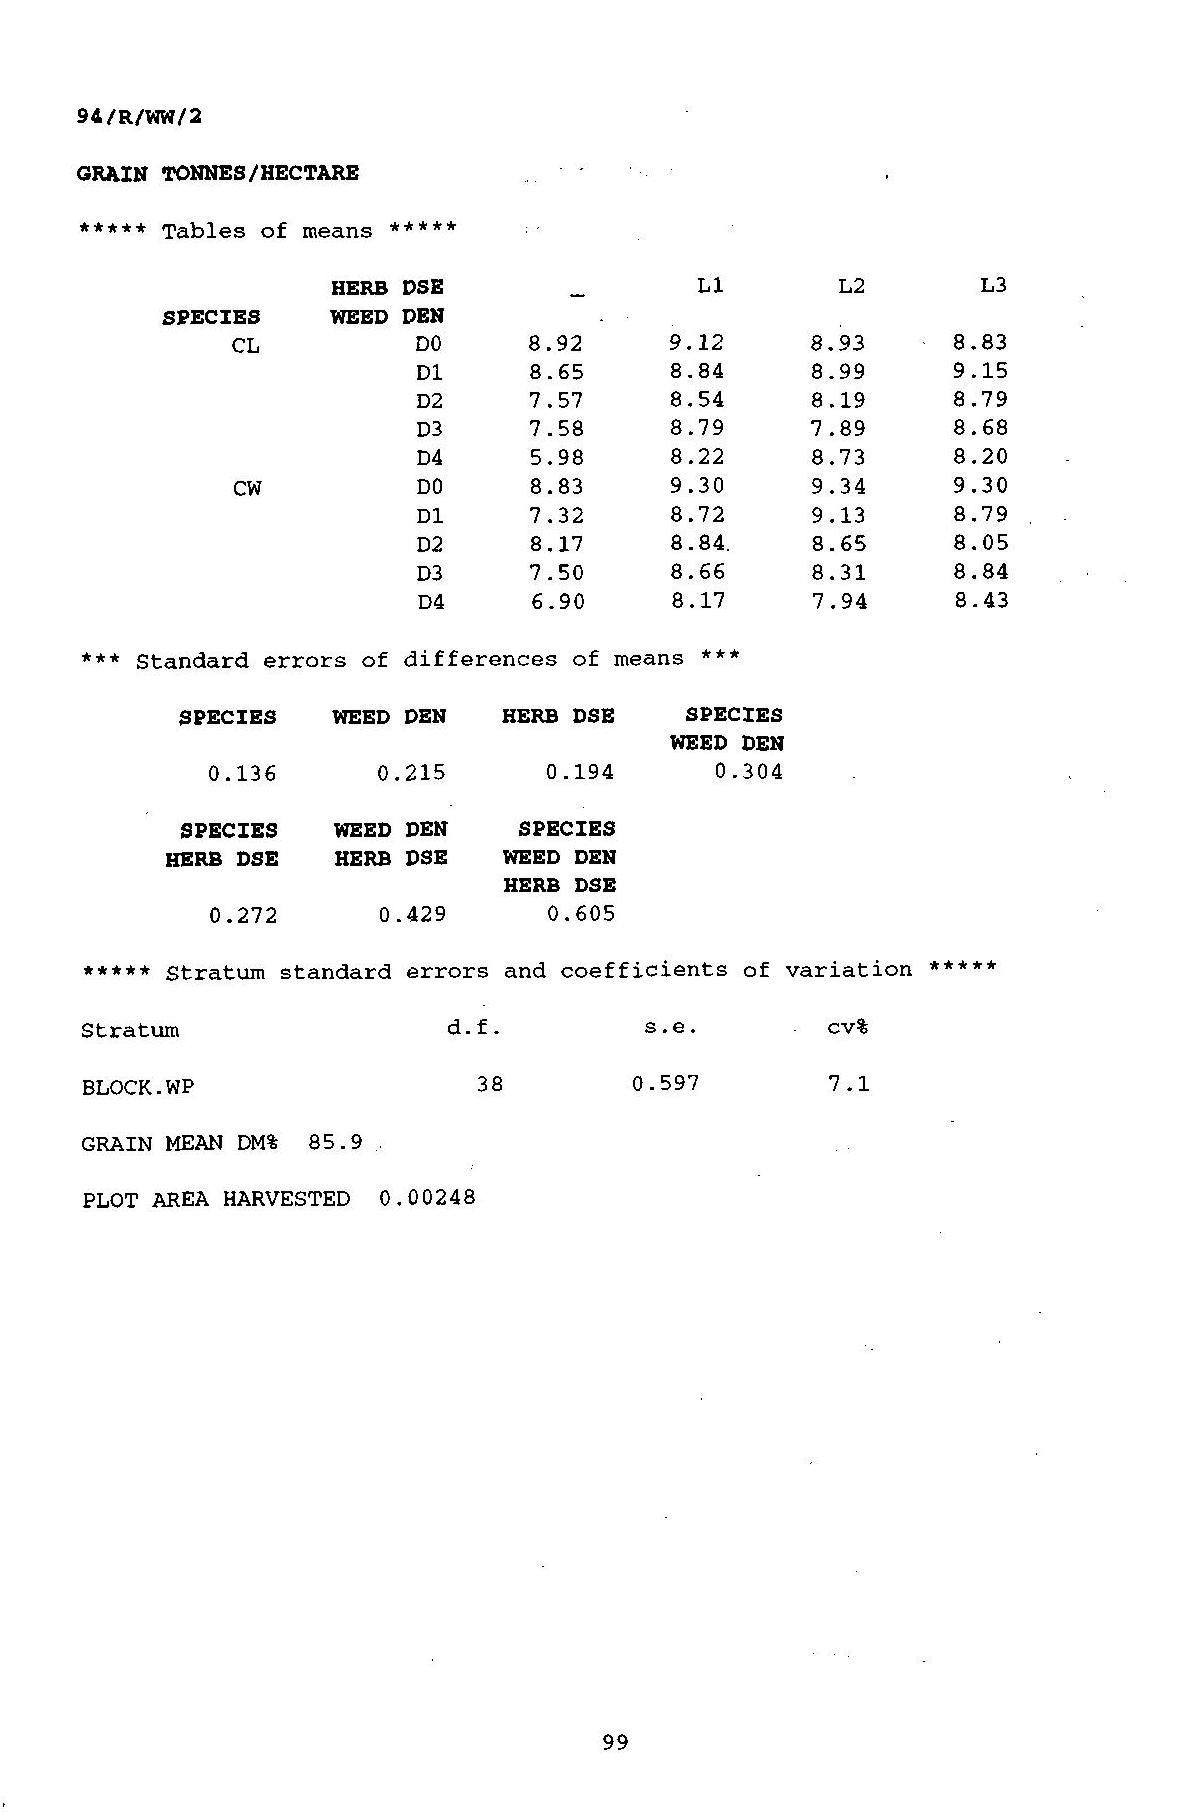 94/R/WW/2
GRAIN TONNES/HECTARE
***** Tables of means *****
HERB DSE _ L1 L2 L3
SPECIES WEED DEN
CL D0 8.92 9.12 8.93 8.83
D1 8.65 8.84 8.99 9.15
D2 7.57 8.54 8.19 8.79
D3 7.58 8.79 7.89 8.68
D4 5.98 8.22 8.73 8.20
CW D0 8.83 9.30 9.34 9.30
D1 7.32 8.72 9.13 8.79
D2 8.17 8.84 8.65 8.05
D3 7.50 8.66 8.31 8.84
D4 6.90 8.17 7.94 8.43
*** Standard errors of differences of means ***
SPECIES WEED DEN HERB DSE SPECIES
WEED DEN
0.136 0.215 0.194 0.304
SPECIES WEED DEN SPECIES
HERB DSE HERB DSE WEED DEN
HERB DSE
0.272 0.429 0.605
***** Stratum standard errors and coefficients of variation *****
Stratum d.f. s.e. cv%
BLOCK.WP 38 0.597 7.1
GRAIN MEAN DM% 85.9
PLOT AREA HARVESTED 0.00248
99